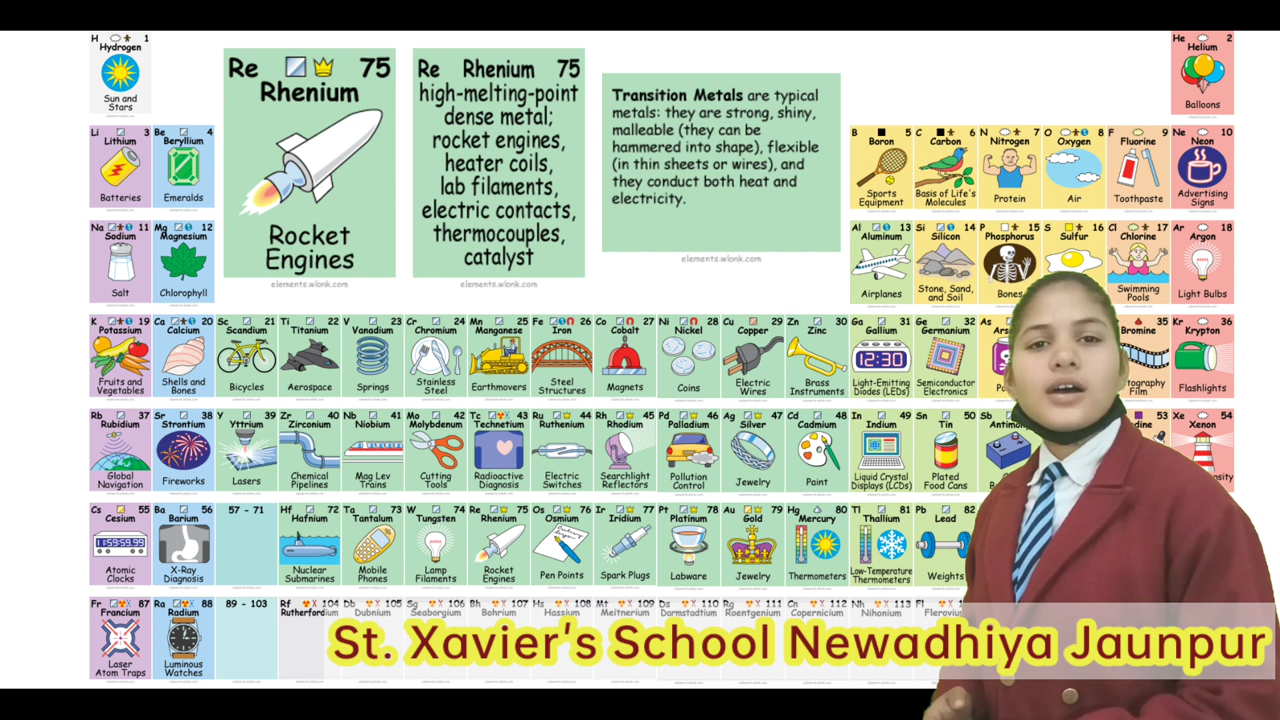 H 1
Hydrogen
Sun and
Stars
He 2
Helium
Balloons
Re 75
Rhenium
Rocket
Engines
elements.wlonk.com
Re Rhenium 75
high-melting-point
dense metal;
rocket engines,
heater coils,
lab filaments,
electric contacts,
thermocouples,
catalyst
elements.wlonk.com
Transition Metals are typical
metals: they are strong, shiny,
malleable (they can be
hammered into shape), flexible
(in thin sheets or wires), and
they conduct both heat and
electricity.
elements.wlonk.com
Li 3
Lithium
Batteries
Be 4
Beryllium
Emeralds
B 5
Boron
Sports
Equipment
C 6
Carbon
Basis of Life's
Molecules
N 7
Nitrogen
Protein
O 8
Oxygen
Air
F 9
Fluorine
Toothpaste
Ne 10
Neon
Advertising
Signs
Na 11
Sodium
Salt
Mg 12
Magnesium
Chlorophyll
Al 13
Aluminum
Airplanes
Si 14
Silicon
Stone, Sand,
and Soil
P 15
Phosphorus
Bones
S 16
Sulfur
Cl 17
Chlorine
Swimming
Pools
Ar 18
Argon
Light Bulbs
K 19
Potassium
Fruits and
Vegetables
Ca 20
Calcium
Shells and
Bones
Sc 21
Scandium
Bicycles
Ti 22
Titanium
Aerospace
V 23
Vanadium
Springs
Cr 24
Chromium
Stainless
Steel
Mn 25
Manganese
Earthmovers
Fe 26
Iron
Steel
Structures
Co 27
Cobalt
Magnets
Ni 28
Nickel
Coins
Cu 29
Copper
Electric
Wires
Zn 30
Zinc
Brass
Instruments
Ga 31
Gallium
12:30
Light-Emitting
Diodes (LEDs)
Ge 32
Germanium
Semiconductor
Electronics
As
35
Bromine
Film
Kr 36
Krypton
Flashlights
Rb 37
Rubidium
Global
Navigation
Sr 38
Strontium
Fireworks
Y 39
Yttrium
Lasers
Zr 40
Zirconium
Chemical
Pipelines
Nb 41
Niobium
Mag Lev
Trains
Mo 42
Molybdenum
Cutting
Tools
Tc 43
Technetium
Radioactive
Diagnosis
Ru 44
Ruthenium
Electric
Switches
Rh 45
Rhodium
Searchlight
Reflectors
Pd 46
Palladium
Pollution
Control
Ag 47
Silver
Jewelry
Cd 48
Cadmium
Paint
In 49
Indium
Liquid Crystal
Displays (LCDs)
Sn 50
Tin
Plated
Food Cans
Sb
53
Xe 54
Xenon
Cs 55
Cesium
11:59:59.99
Atomic
Clocks
Ba 56
Barium
X-Ray
Diagnosis
57 - 71
Hf 72
Hafnium
Nuclear
Submarines
Ta 73
Tantalum
Mobile
Phones
W 74
Tungsten
Lamp
Filaments
Re 75
Rhenium
Rocket
Engines
Os 76
Osmium
Pen Points
Ir 77
Iridium
Spark Plugs
Pt 78
Platinum
Labware
Au 79
Gold
Jewelry
Hg 80
Mercury
Thermometers
Tl 81
Thallium
Low-Temperature
Thermometers
Pb 82
Lead
Weights
Fr 87
Francium
Laser
Atom Traps
Ra 88
Radium
Luminous
Watches
89 - 103
Rf 104
Rutherfordium
Db 105
Dubnium
Sg 106
Seaborgium
Bh 107
Bohrium
Hs 108
Hassium
Mt 109
Meitnerium
Ds 110
Darmstadtium
Rg 111
Roentgenium
Cn 112
Copernicium
Nh 113
Nihonium
Fl
St. Xavier's School Newadhiya Jaunpur